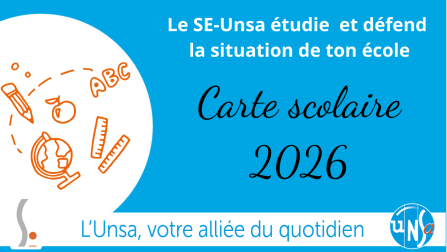 Le SE-Unsa étudie et défend
la situation de ton école
ABC
Carte scolaire
2026
L'Unsa, votre alliée du quotidien
UNSa